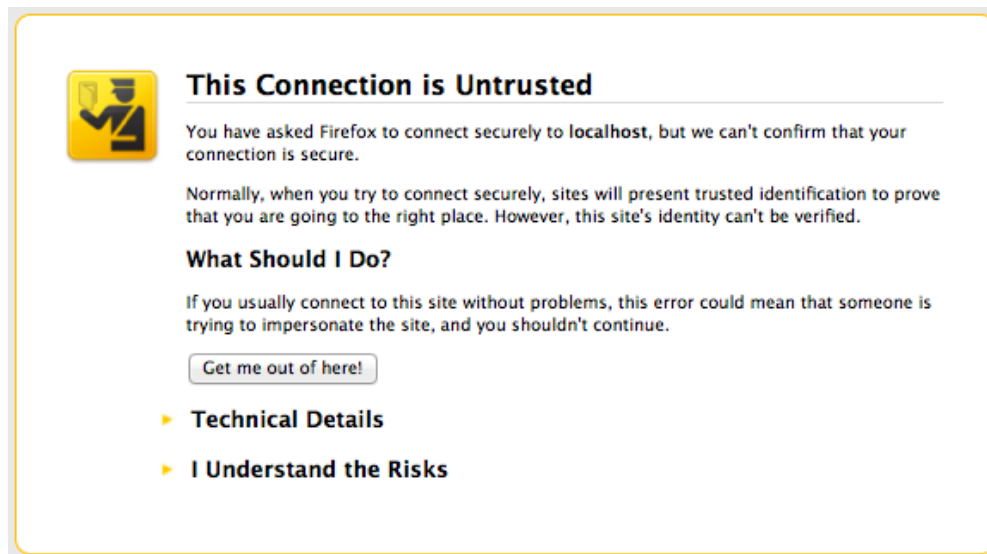 This Connection is Untrusted
You have asked Firefox to connect securely to localhost, but we can't confirm that your
connection is secure.
Normally, when you try to connect securely, sites will present trusted identification to prove
that you are going to the right place. However, this site's identity can't be verified.
What Should I Do?
If you usually connect to this site without problems, this error could mean that someone is
trying to impersonate the site, and you shouldn't continue.
Get me out of here!
Technical Details
I Understand the Risks